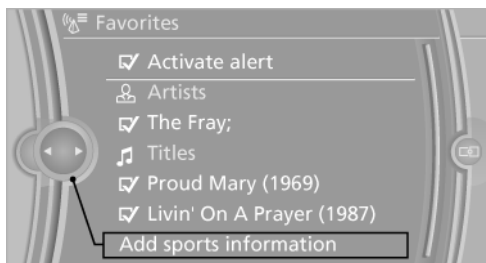 Favorites
Activate alert
Artists
The Fray;
Titles
Proud Mary (1969)
Livin' On A Prayer (1987)
Add sports information